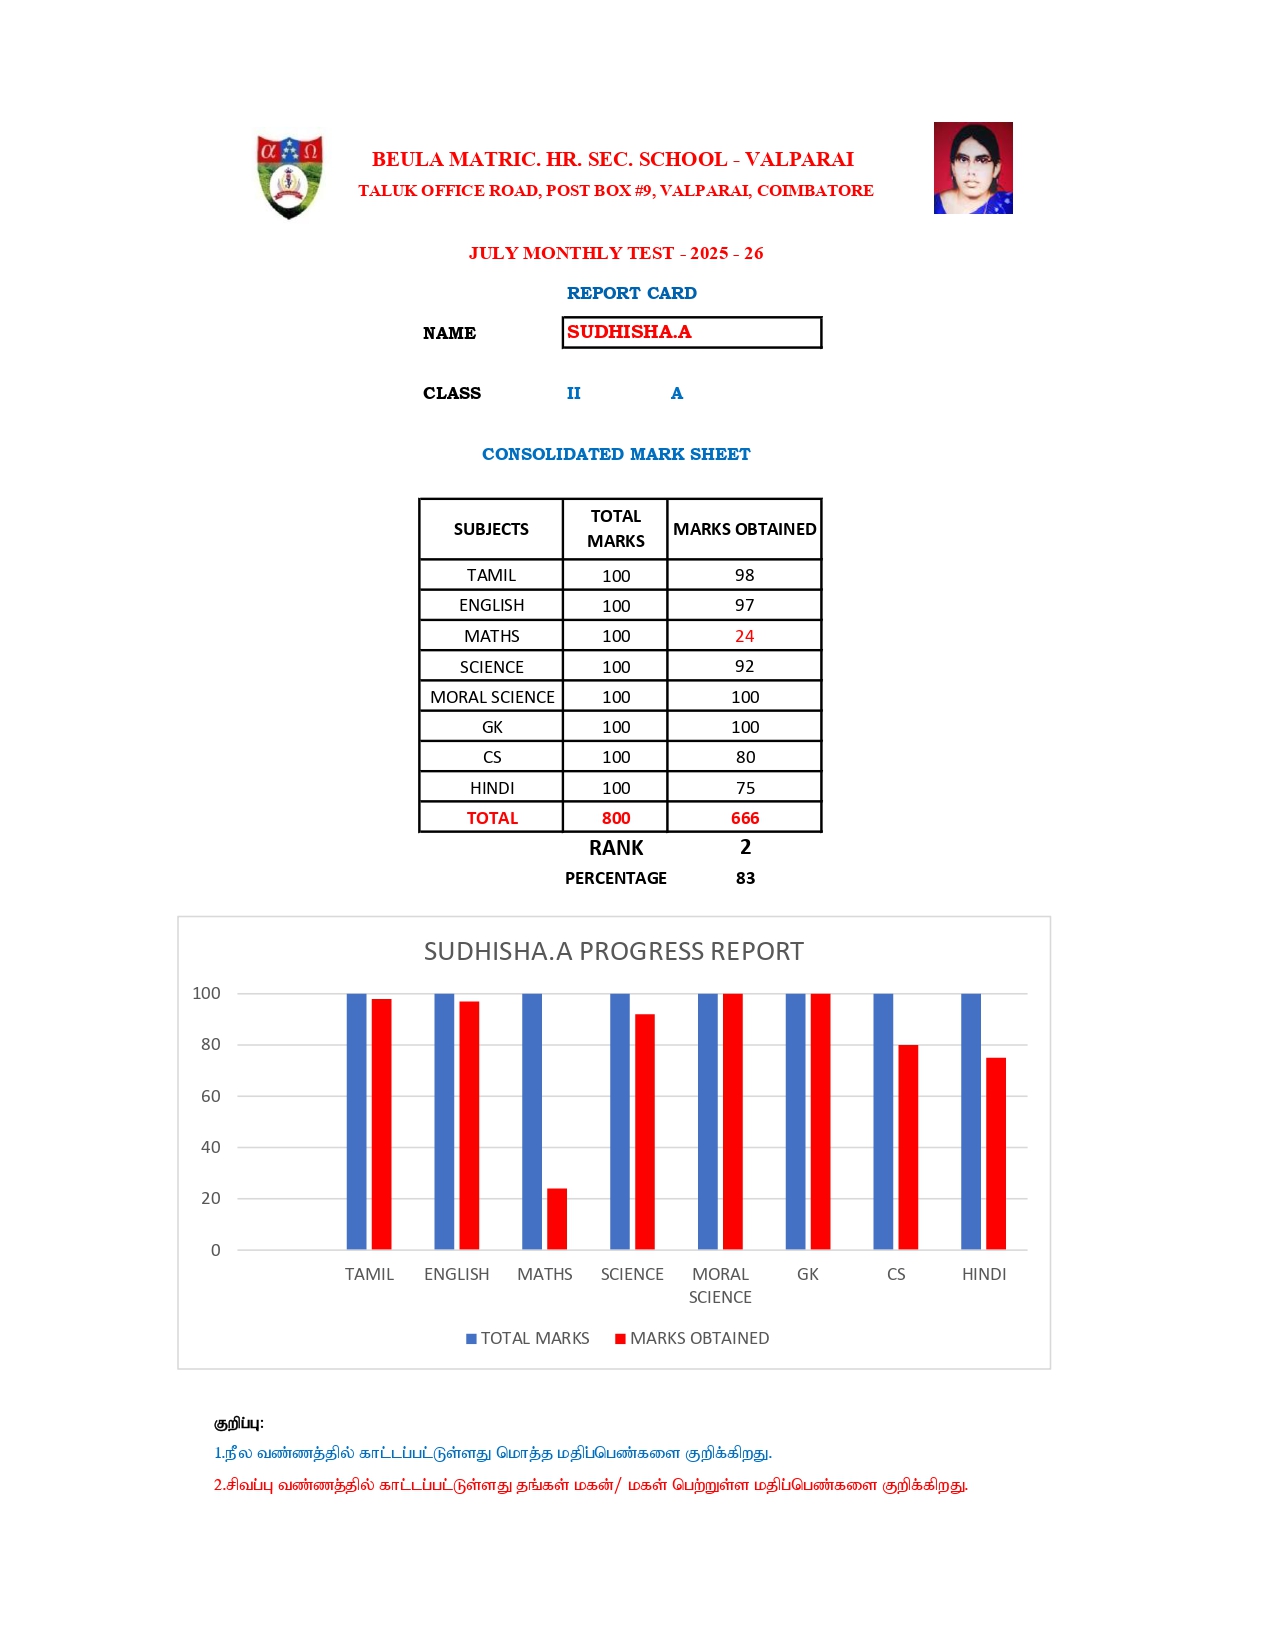 α Ω
BEULA MATRIC. HR. SEC. SCHOOL - VALPARAI
TALUK OFFICE ROAD, POST BOX #9, VALPARAI, COIMBATORE
JULY MONTHLY TEST - 2025 - 26
REPORT CARD
NAME SUDHISHA.A
CLASS II A
CONSOLIDATED MARK SHEET
SUBJECTS TOTAL MARKS MARKS OBTAINED
TAMIL 100 98
ENGLISH 100 97
MATHS 100 24
SCIENCE 100 92
MORAL SCIENCE 100 100
GK 100 100
CS 100 80
HINDI 100 75
TOTAL 800 666
RANK 2
PERCENTAGE 83
SUDHISHA.A PROGRESS REPORT
100
80
60
40
20
0
TAMIL ENGLISH MATHS SCIENCE MORAL SCIENCE GK CS HINDI
TOTAL MARKS MARKS OBTAINED
குறிப்பு:
1.நீல வண்ணத்தில் காட்டப்பட்டுள்ளது மொத்த மதிப்பெண்களை குறிக்கிறது.
2.சிவப்பு வண்ணத்தில் காட்டப்பட்டுள்ளது தங்கள் மகன்/ மகள் பெற்றுள்ள மதிப்பெண்களை குறிக்கிறது.